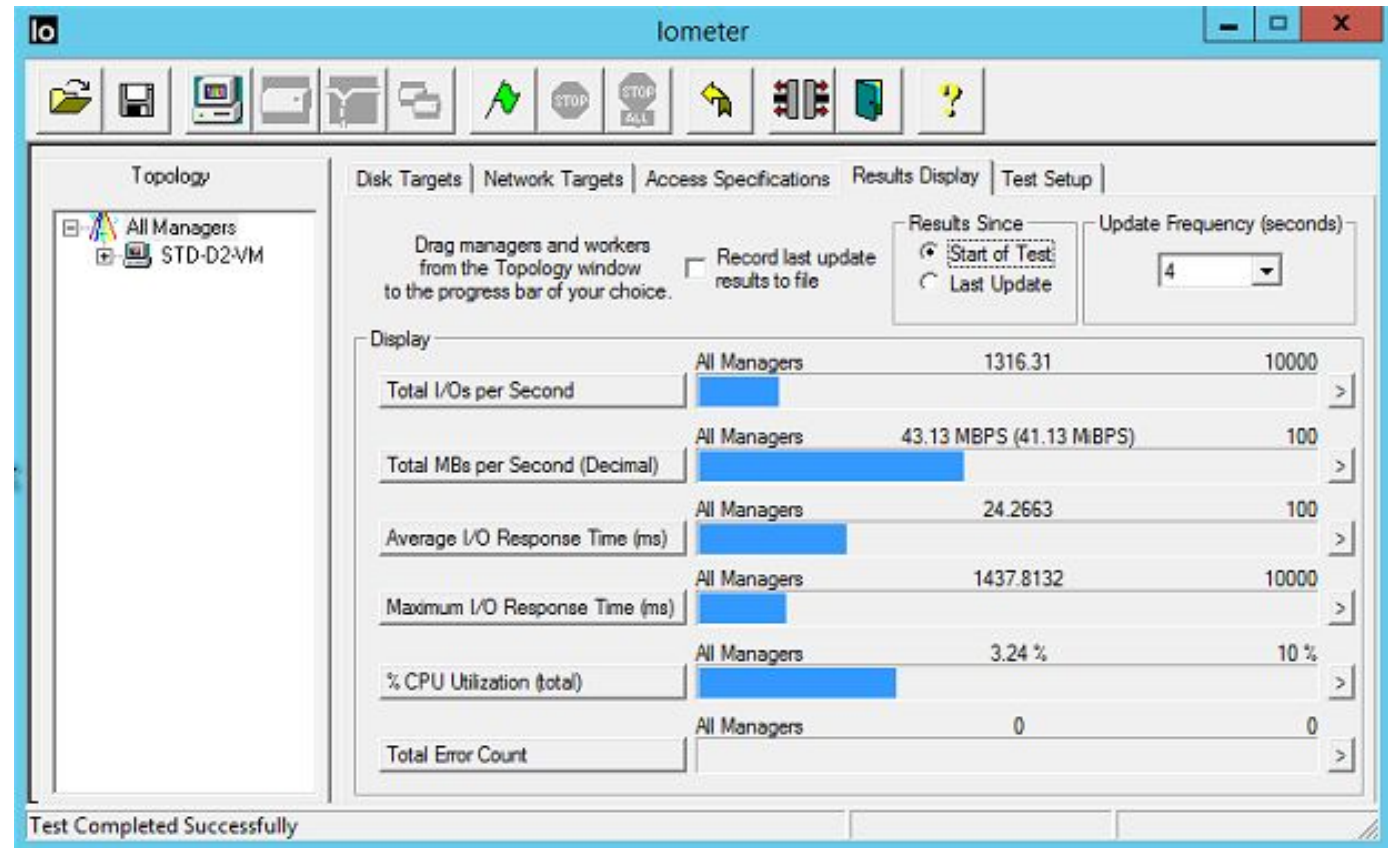 Io
Iometer
STOP
STOP
ALL
?
Topology
All Managers
STD-D2-VM
Disk Targets
Network Targets
Access Specifications
Results Display
Test Setup
Drag managers and workers
from the Topology window
to the progress bar of your choice.
Record last update
results to file
Results Since
Start of Test
Last Update
Update Frequency (seconds)
4
Display
All Managers 1316.31 10000
Total I/Os per Second >
All Managers 43.13 MBPS (41.13 MiBPS) 100
Total MBs per Second (Decimal) >
All Managers 24.2663 100
Average I/O Response Time (ms) >
All Managers 1437.8132 10000
Maximum I/O Response Time (ms) >
All Managers 3.24 % 10 %
% CPU Utilization (total) >
All Managers 0 0
Total Error Count >
Test Completed Successfully